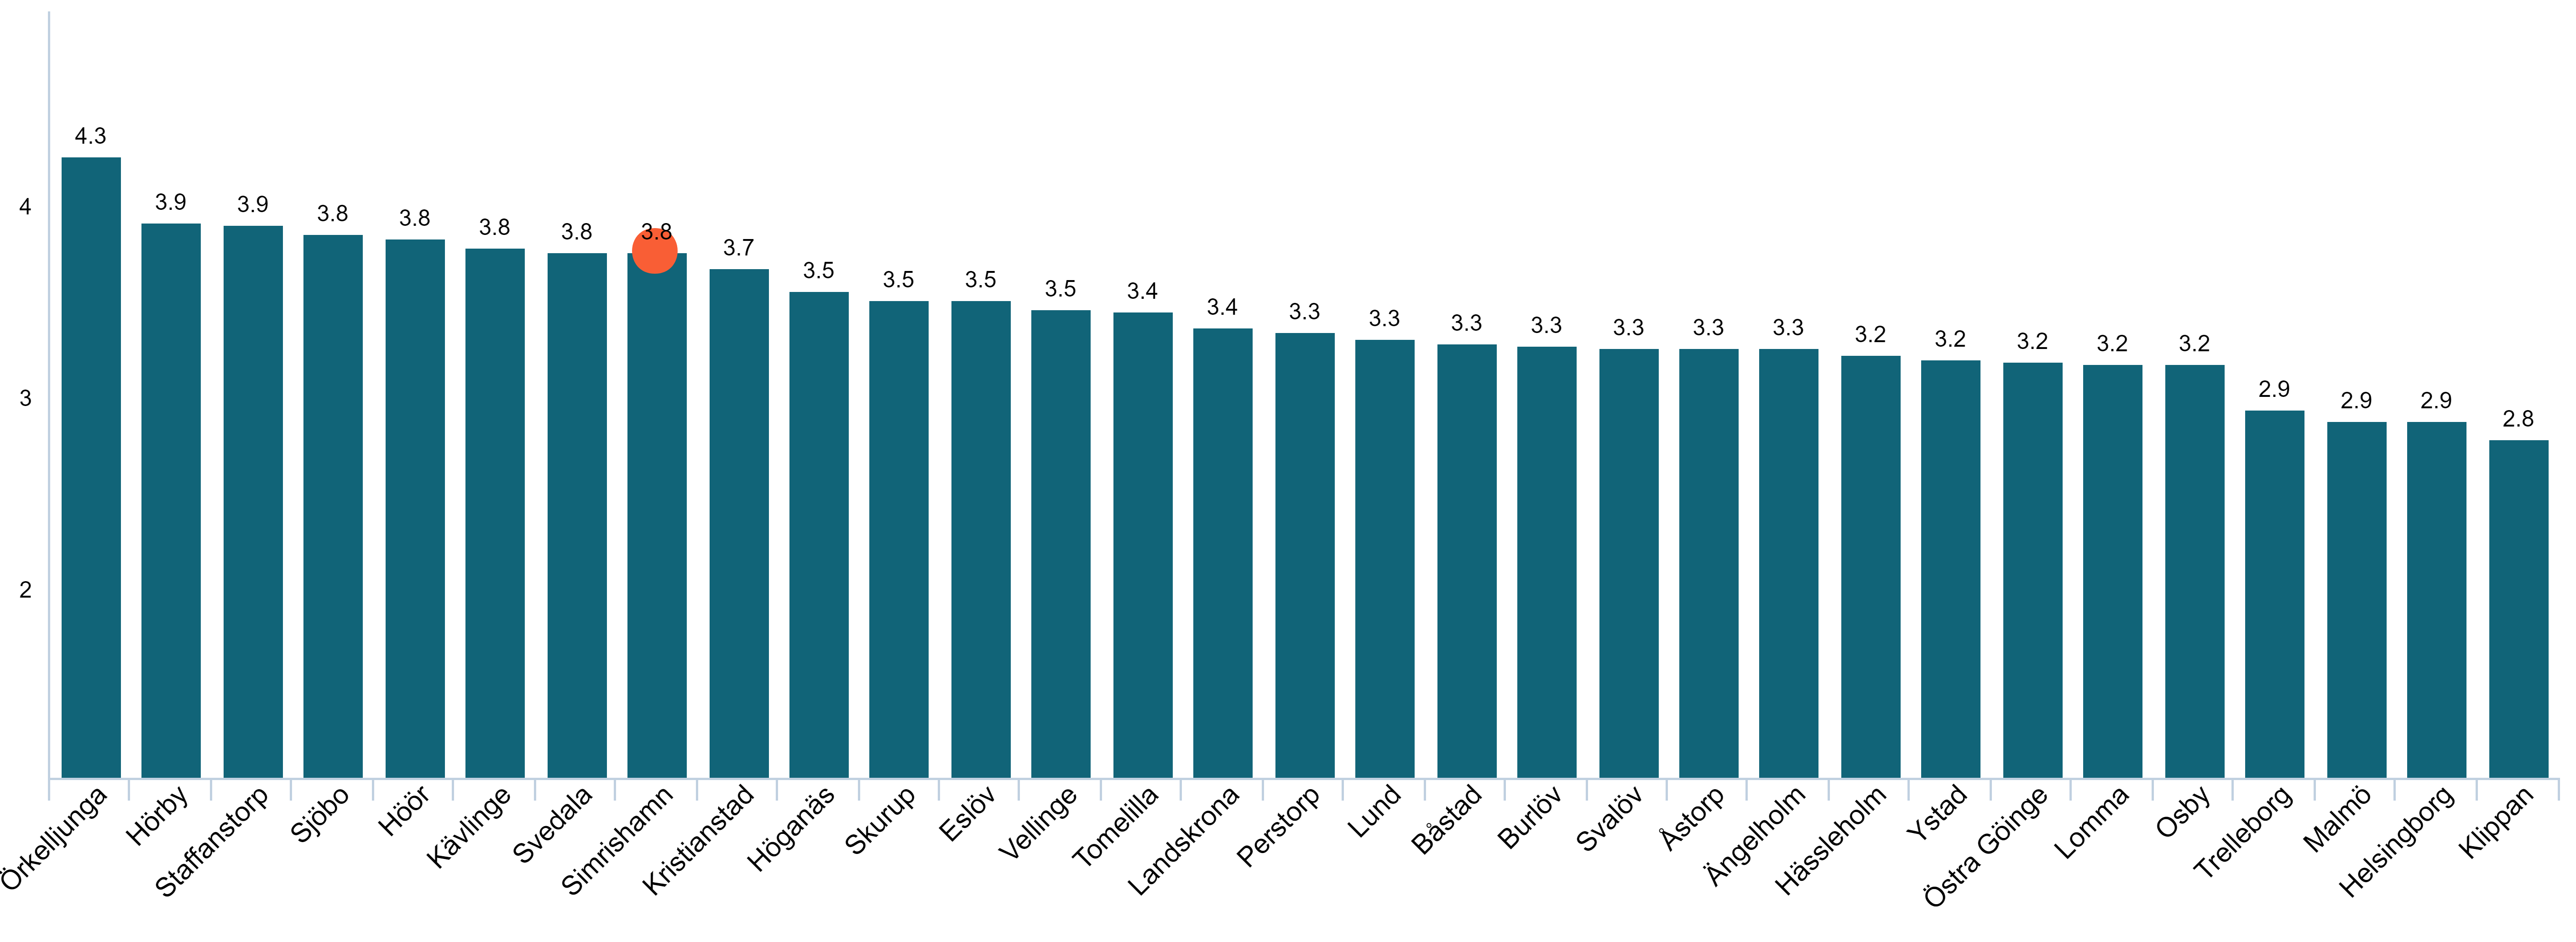 4.3
3.9
3.9
3.8
3.8
3.8
3.8
3.8
3.7
3.5
3.5
3.5
3.5
3.4
3.4
3.3
3.3
3.3
3.3
3.3
3.3
3.3
3.2
3.2
3.2
3.2
3.2
2.9
2.9
2.9
2.8
4
3
2
Örkelljunga
Hörby
Staffanstorp
Sjöbo
Höör
Kävlinge
Svedala
Simrishamn
Kristianstad
Höganäs
Skurup
Eslöv
Vellinge
Tomelilla
Landskrona
Perstorp
Lund
Båstad
Burlöv
Svalöv
Åstorp
Ängelholm
Hässleholm
Ystad
Östra Göinge
Lomma
Osby
Trelleborg
Malmö
Helsingborg
Klippan